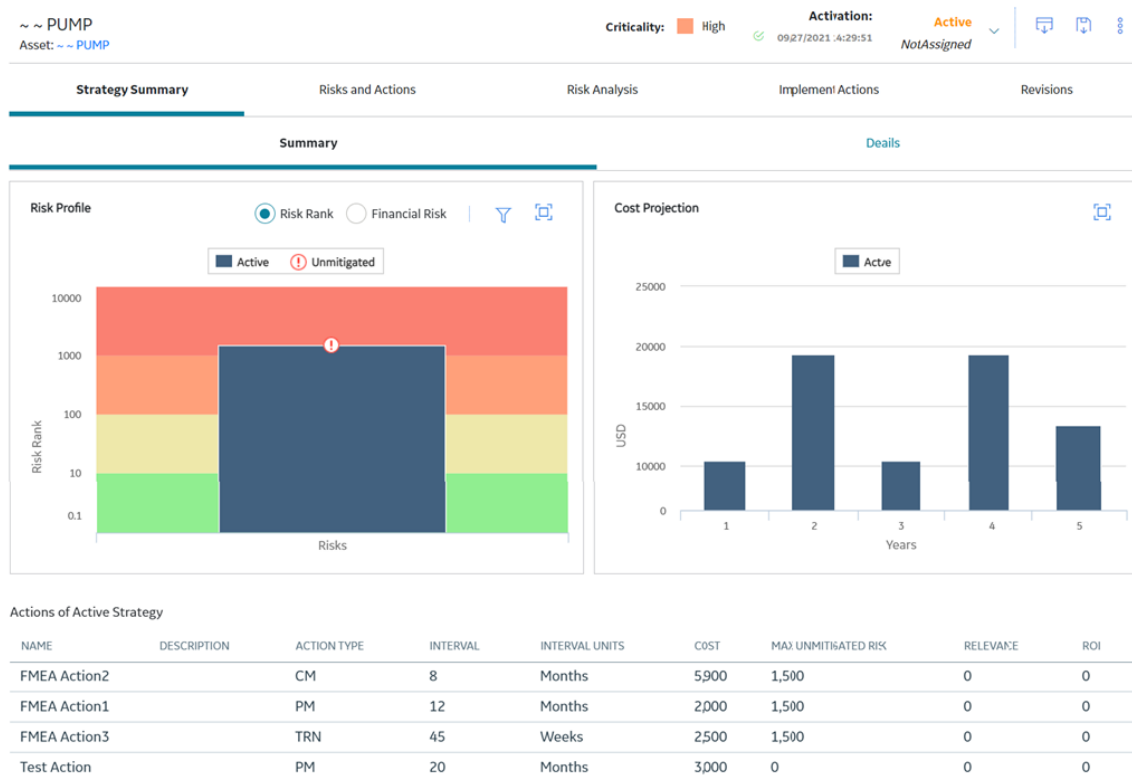 ~ ~ PUMP
Asset: ~ ~ PUMP
Criticality: High
Activation:
09,27/2021 :4:29:51
Active
NotAssigned
Strategy Summary Risks and Actions Risk Analysis Implement Actions Revisions
Summary Deails
Risk Profile
Risk Rank Financial Risk
Active Unmitigated
10000
1000
100
10
0.1
Risk Rank
Risks
Cost Projection
Active
25000
20000
15000
10000
0
USD
1 2 3 4 5
Years
Actions of Active Strategy
NAME DESCRIPTION ACTION TYPE INTERVAL INTERVAL UNITS COST MAX UNMITIGATED RISK RELEVANCE ROI
FMEA Action2 CM 8 Months 5,900 1,500 0 0
FMEA Action1 PM 12 Months 2,000 1,500 0 0
FMEA Action3 TRN 45 Weeks 2,500 1,500 0 0
Test Action PM 20 Months 3,000 0 0 0